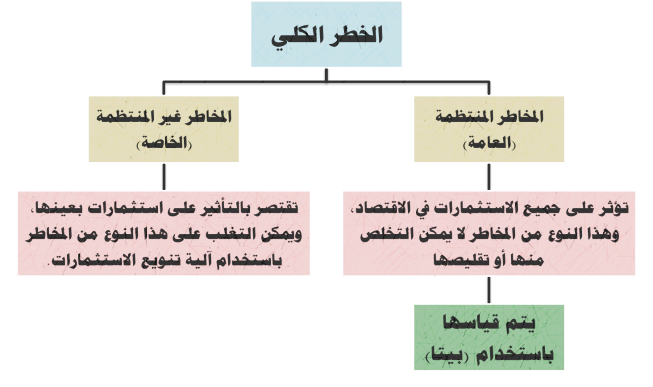 الخطر الكلي
المخاطر المنتظمة
(العامة)
المخاطر غير المنتظمة
(الخاصة)
تؤثر على جميع الاستثمارات في الاقتصاد،
وهذا النوع من المخاطر لا يمكن التخلص
منها أو تقليصها
تقتصر بالتأثير على استثمارات بعينها،
ويمكن التغلب على هذا النوع من المخاطر
باستخدام آلية تنويع الاستثمارات.
يتم قياسها
باستخدام (بيتا)